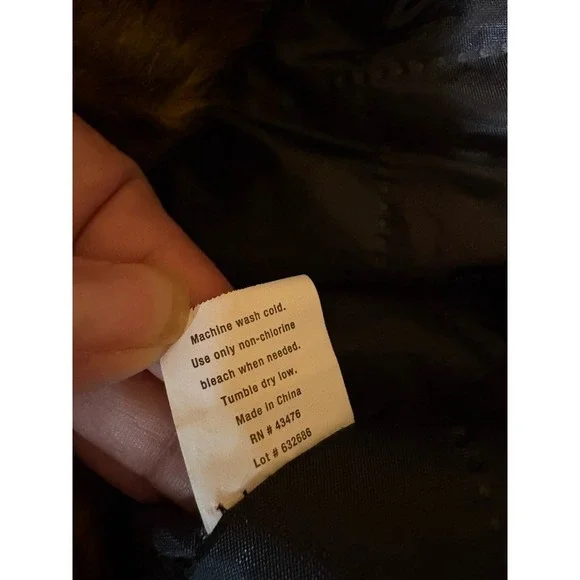 Machine wash cold.
Use only non-chlorine
bleach when needed.
Tumble dry low.
Made in China
RN # 43476
Lot # 632686